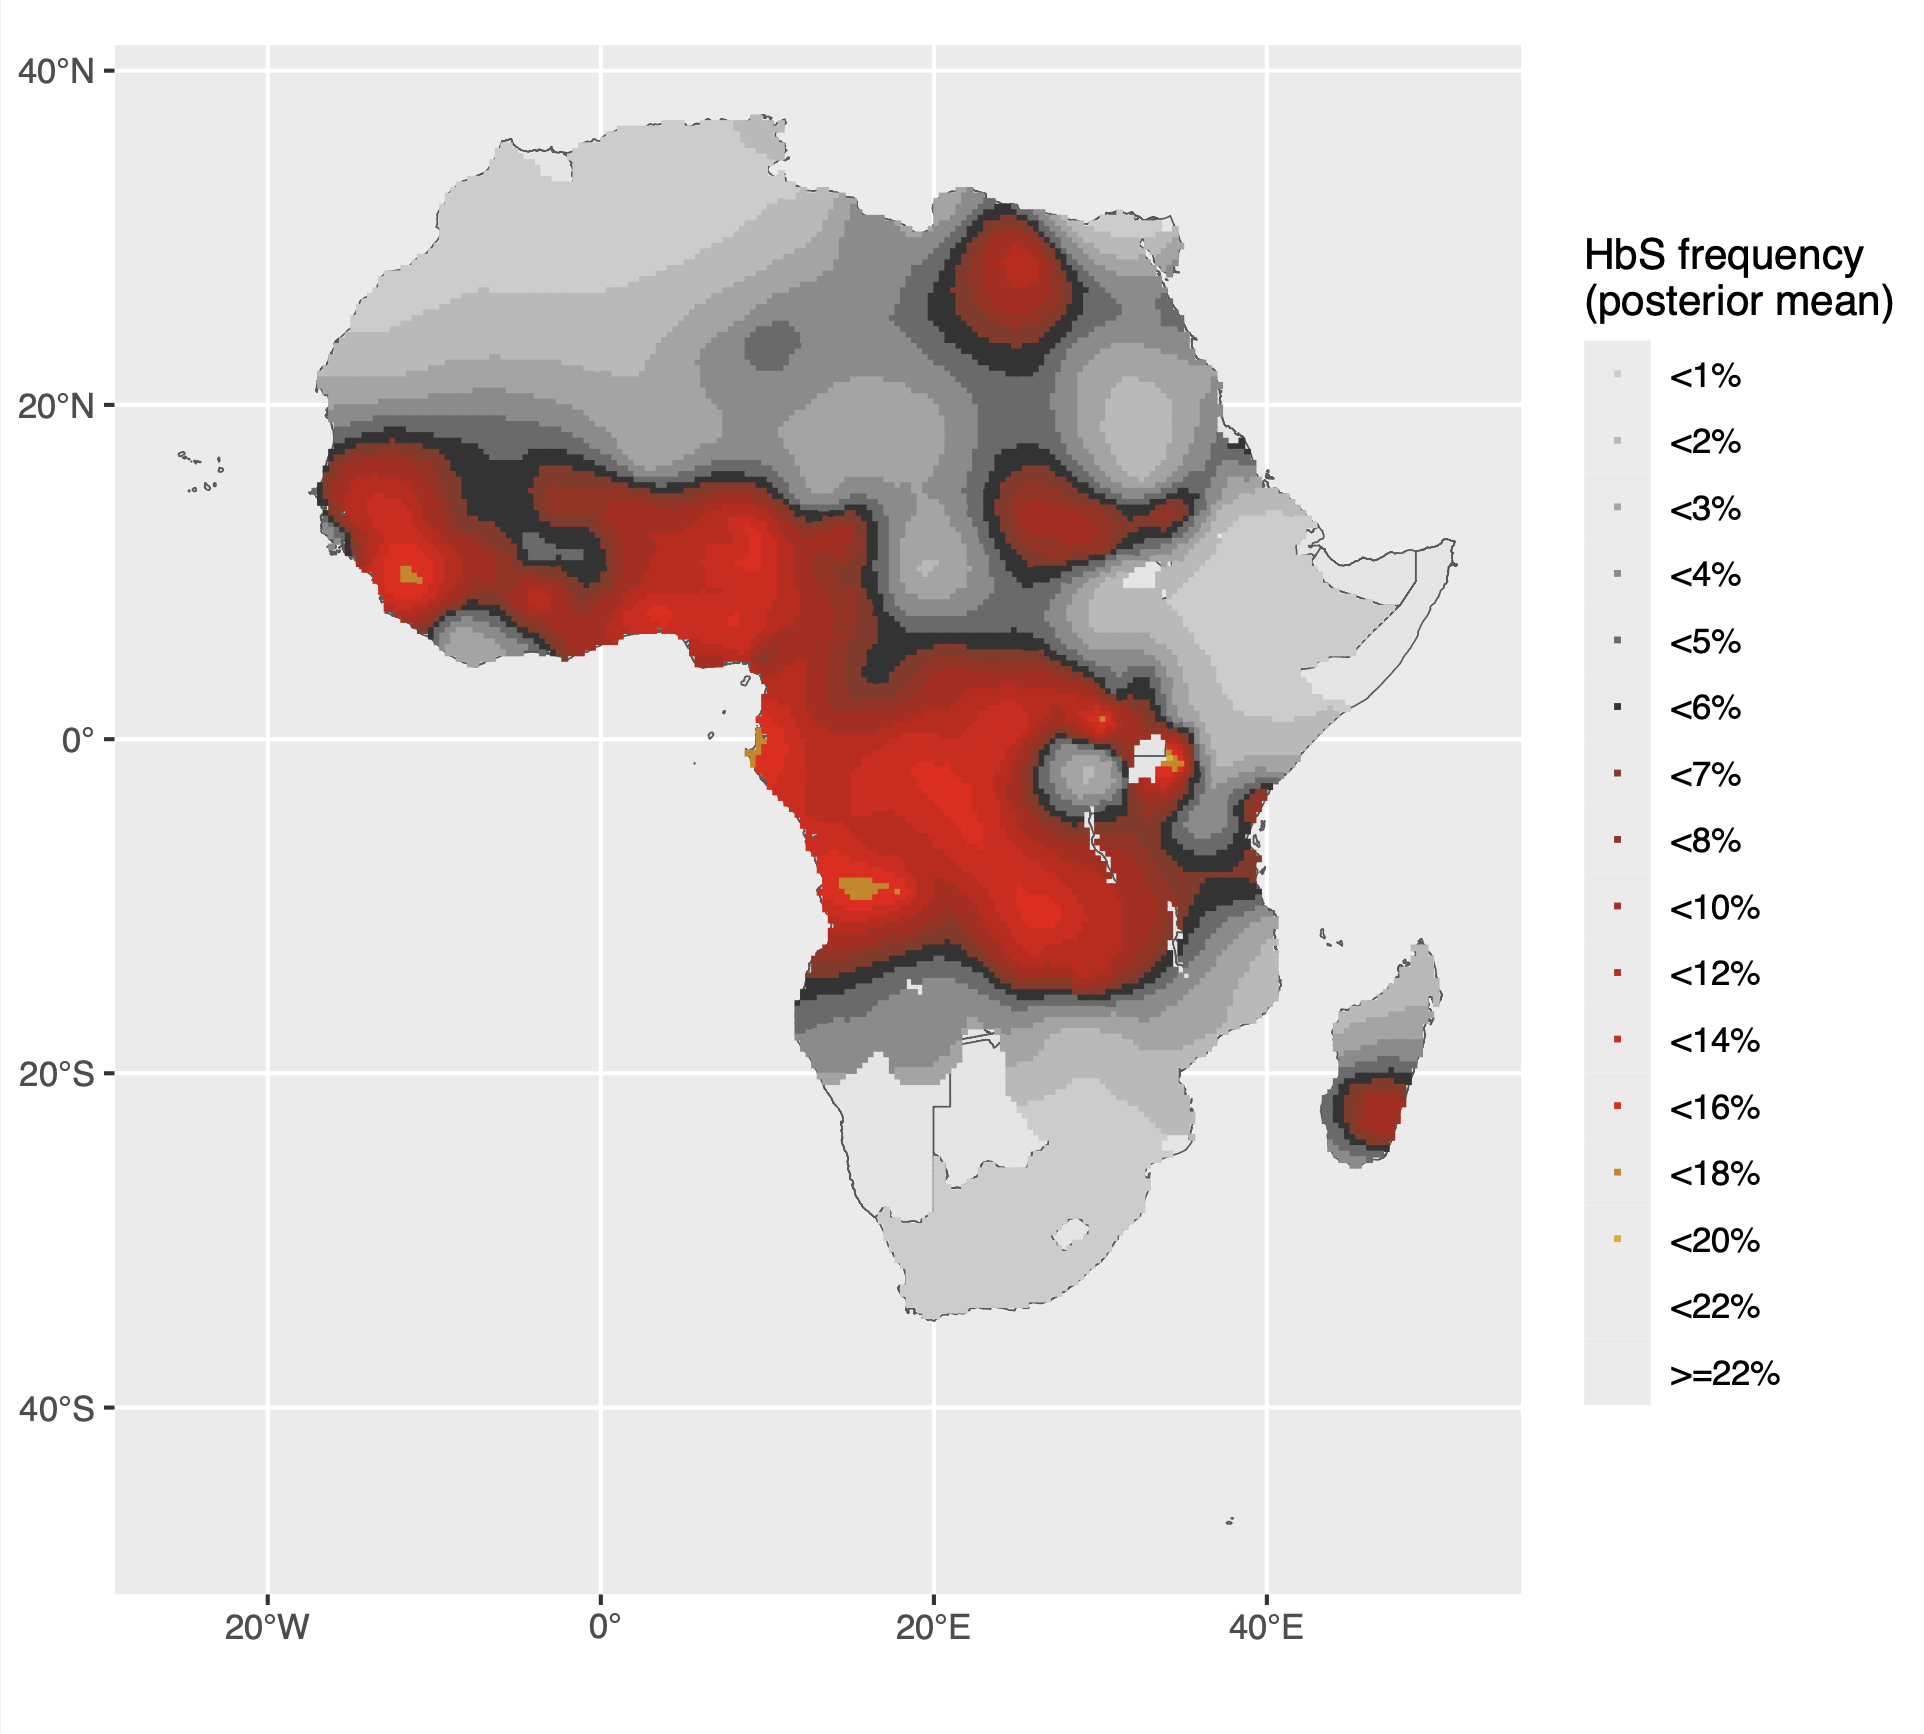 40°N
20°N
0°
20°S
40°S
20°W
0°
20°E
40°E
HbS frequency
(posterior mean)
<1%
<2%
<3%
<4%
<5%
<6%
<7%
<8%
<10%
<12%
<14%
<16%
<18%
<20%
<22%
>=22%